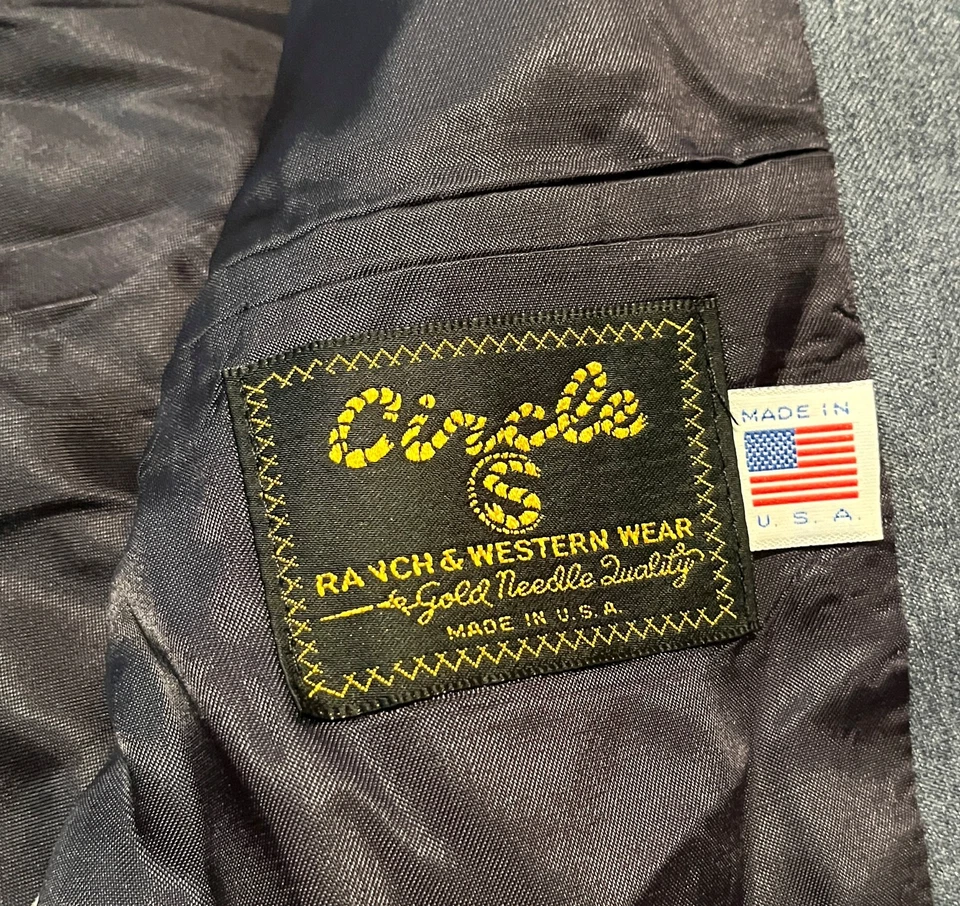 Circle
S
RANCH & WESTERN WEAR
Gold Needle Quality
MADE IN U.S.A.
MADE IN
U. S. A.